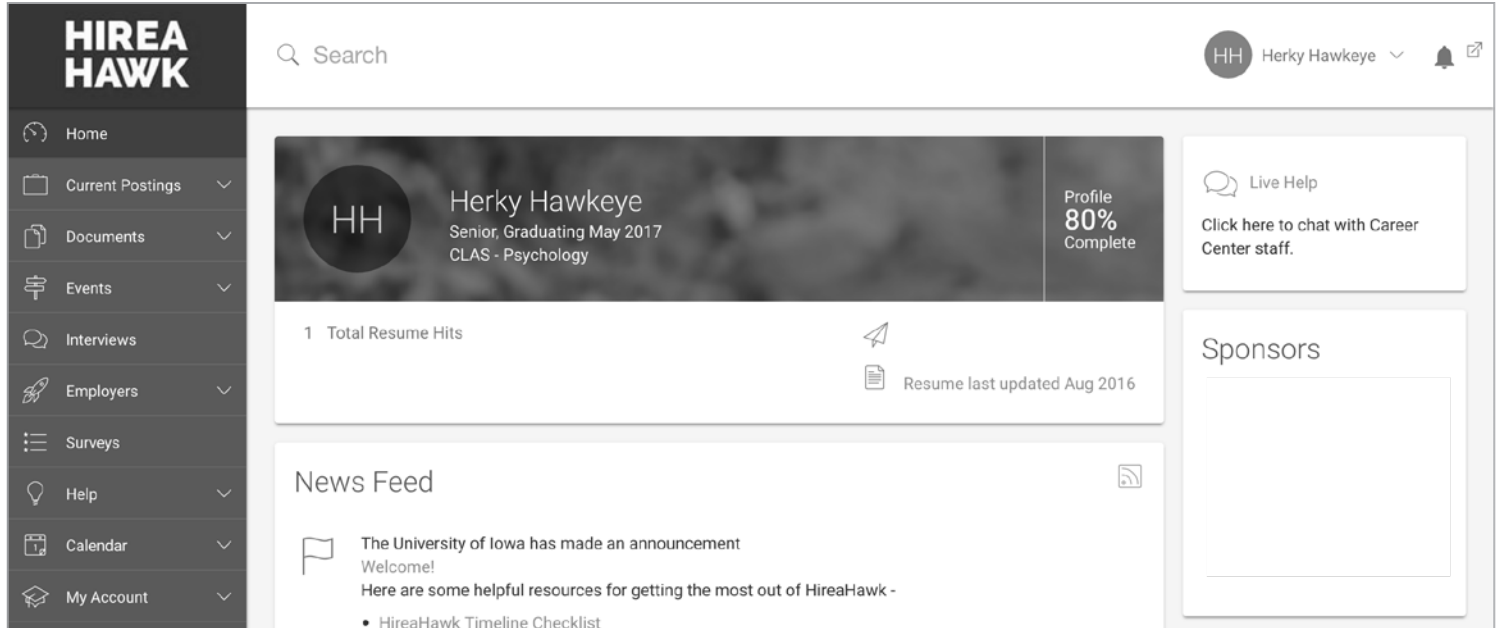 HIREA
HAWK
Search
HH
Herky Hawkeye
Home
Current Postings
Documents
Events
Interviews
Employers
Surveys
Help
1
Calendar
My Account
HH
Herky Hawkeye
Senior, Graduating May 2017
CLAS - Psychology
Profile
80%
Complete
1 Total Resume Hits
Resume last updated Aug 2016
News Feed
The University of Iowa has made an announcement
Welcome!
Here are some helpful resources for getting the most out of HireaHawk -
• HireaHawk Timeline Checklist
Live Help
Click here to chat with Career
Center staff.
Sponsors